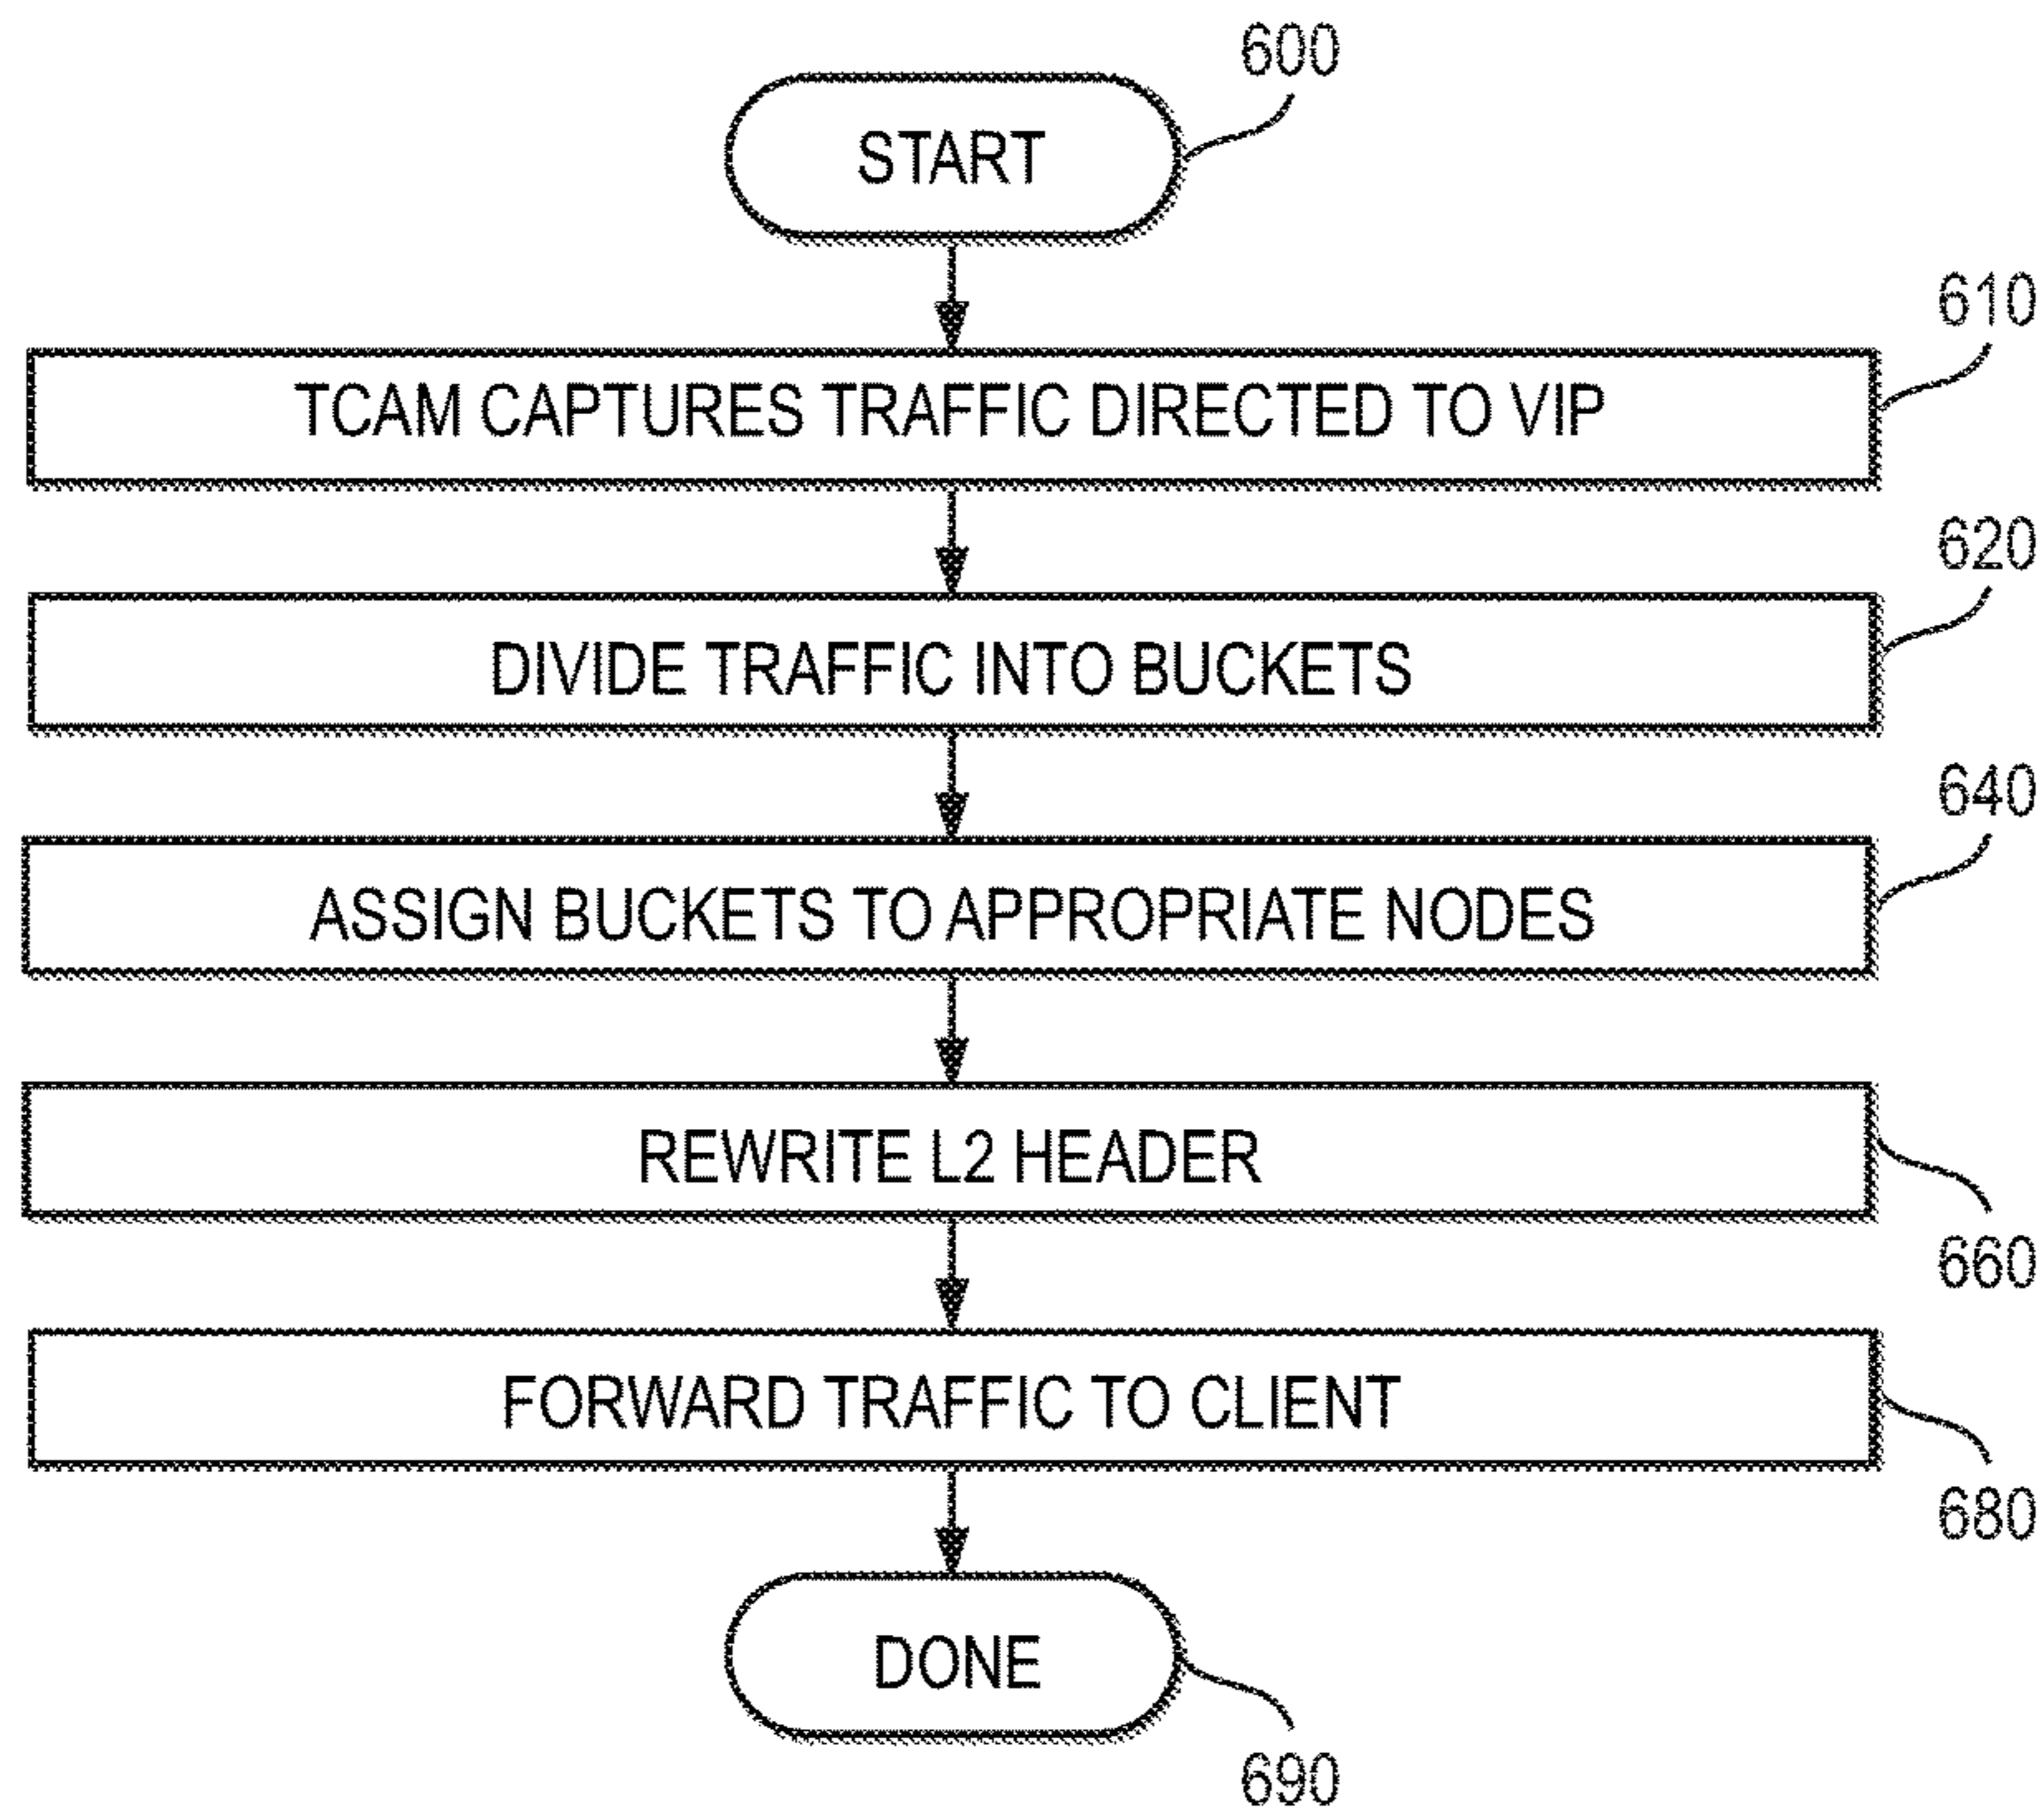 600
START
610
TCAM CAPTURES TRAFFIC DIRECTED TO VIP
620
DIVIDE TRAFFIC INTO BUCKETS
640
ASSIGN BUCKETS TO APPROPRIATE NODES
REWRITE L2 HEADER
660
FORWARD TRAFFIC TO CLIENT
680
DONE
690